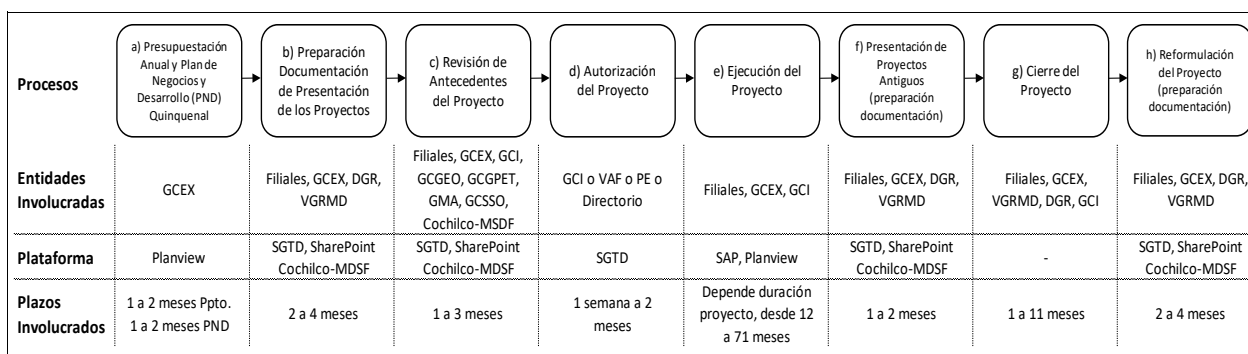 Procesos
a) Presupuestación
Anual y Plan de
Negocios y
Desarrollo (PND)
Quinquenal
b) Preparación
Documentación
de Presentación
de los Proyectos
c) Revisión de
Antecedentes
del Proyecto
d) Autorización
del Proyecto
e) Ejecución del
Proyecto
f) Presentación de
Proyectos
Antiguos
(preparación
documentación)
g) Cierre del
Proyecto
h) Reformulación
del Proyecto
(preparación
documentación)
Entidades
Involucradas
GCEX
Filiales, GCEX, DGR,
VGRMD
Filiales, GCEX, GCI,
GCGEO, GCGPET,
GMA, GCSSO,
Cochilco-MSDF
GCI o VAF o PE o
Directorio
Filiales, GCEX, GCI
Filiales, GCEX, DGR,
VGRMD
Filiales, GCEX,
VGRMD, DGR, GCI
Filiales, GCEX, DGR,
VGRMD
Plataforma
Planview
SGTD, SharePoint
Cochilco-MDSF
SGTD, SharePoint
Cochilco-MDSF
SGTD
SAP, Planview
SGTD, SharePoint
Cochilco-MDSF
-
SGTD, SharePoint
Cochilco-MDSF
Plazos
Involucrados
1 a 2 meses Ppto.
1 a 2 meses PND
2 a 4 meses
1 a 3 meses
1 semana a 2
meses
Depende duración
proyecto, desde 12
a 71 meses
1 a 2 meses
1 a 11 meses
2 a 4 meses